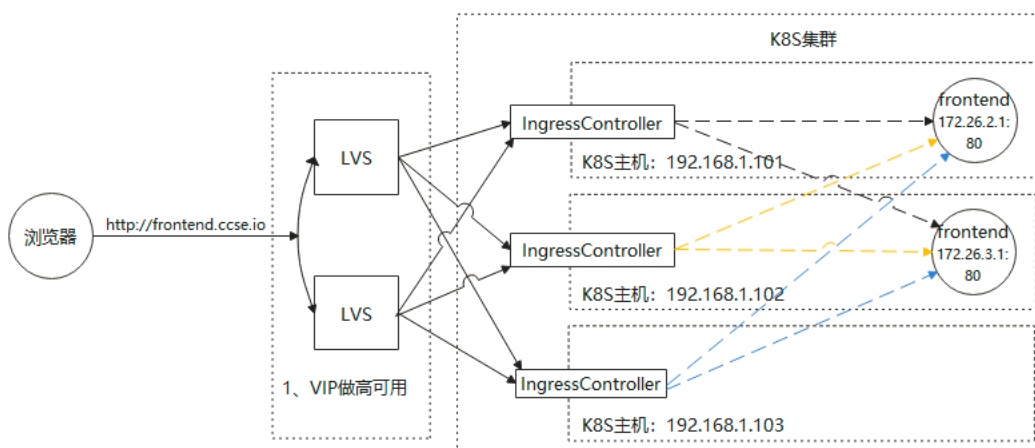 K8S集群
frontend
172.26.2.1:
80
IngressController
K8S主机：192.168.1.101
LVS
浏览器
http://frontend.ccse.io
frontend
172.26.3.1:
80
IngressController
K8S主机：192.168.1.102
LVS
1、VIP做高可用
IngressController
K8S主机：192.168.1.103